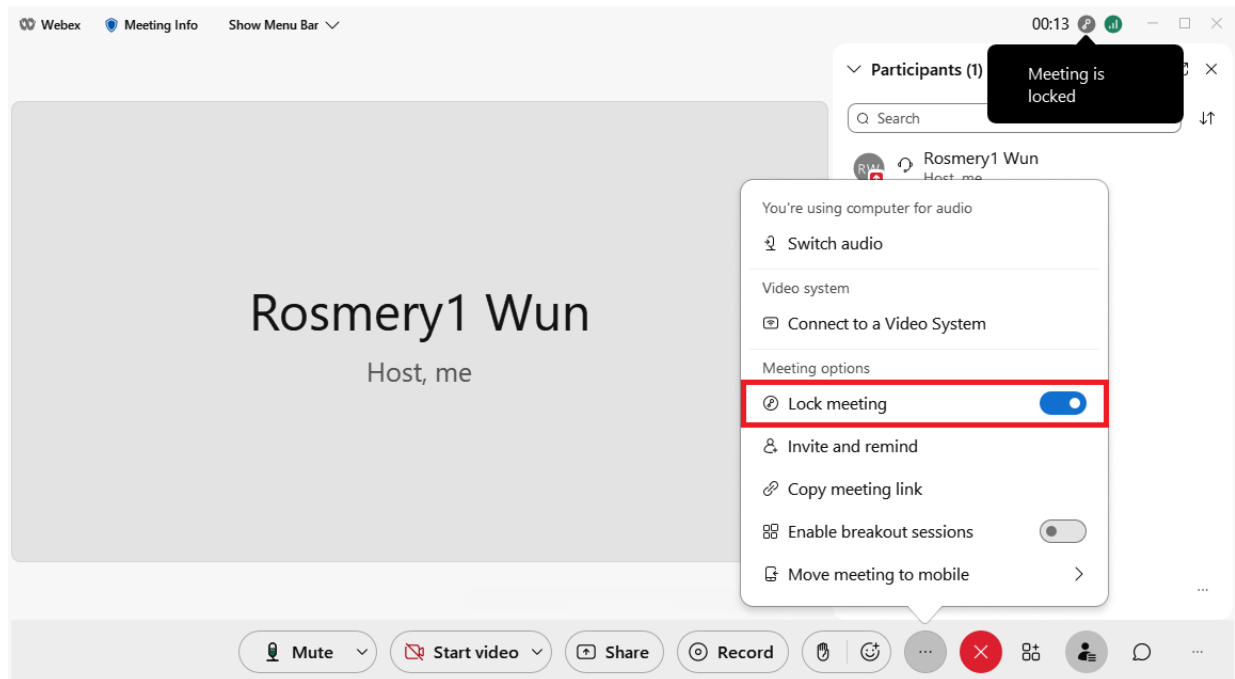 Webex Meeting Info Show Menu Bar 00:13
Participants (1)
Meeting is
locked
Search
RW Rosmery1 Wun
Host, me
Rosmery1 Wun
Host, me
You're using computer for audio
Switch audio
Video system
Connect to a Video System
Meeting options
Lock meeting
Invite and remind
Copy meeting link
Enable breakout sessions
Move meeting to mobile
Mute Start video Share Record